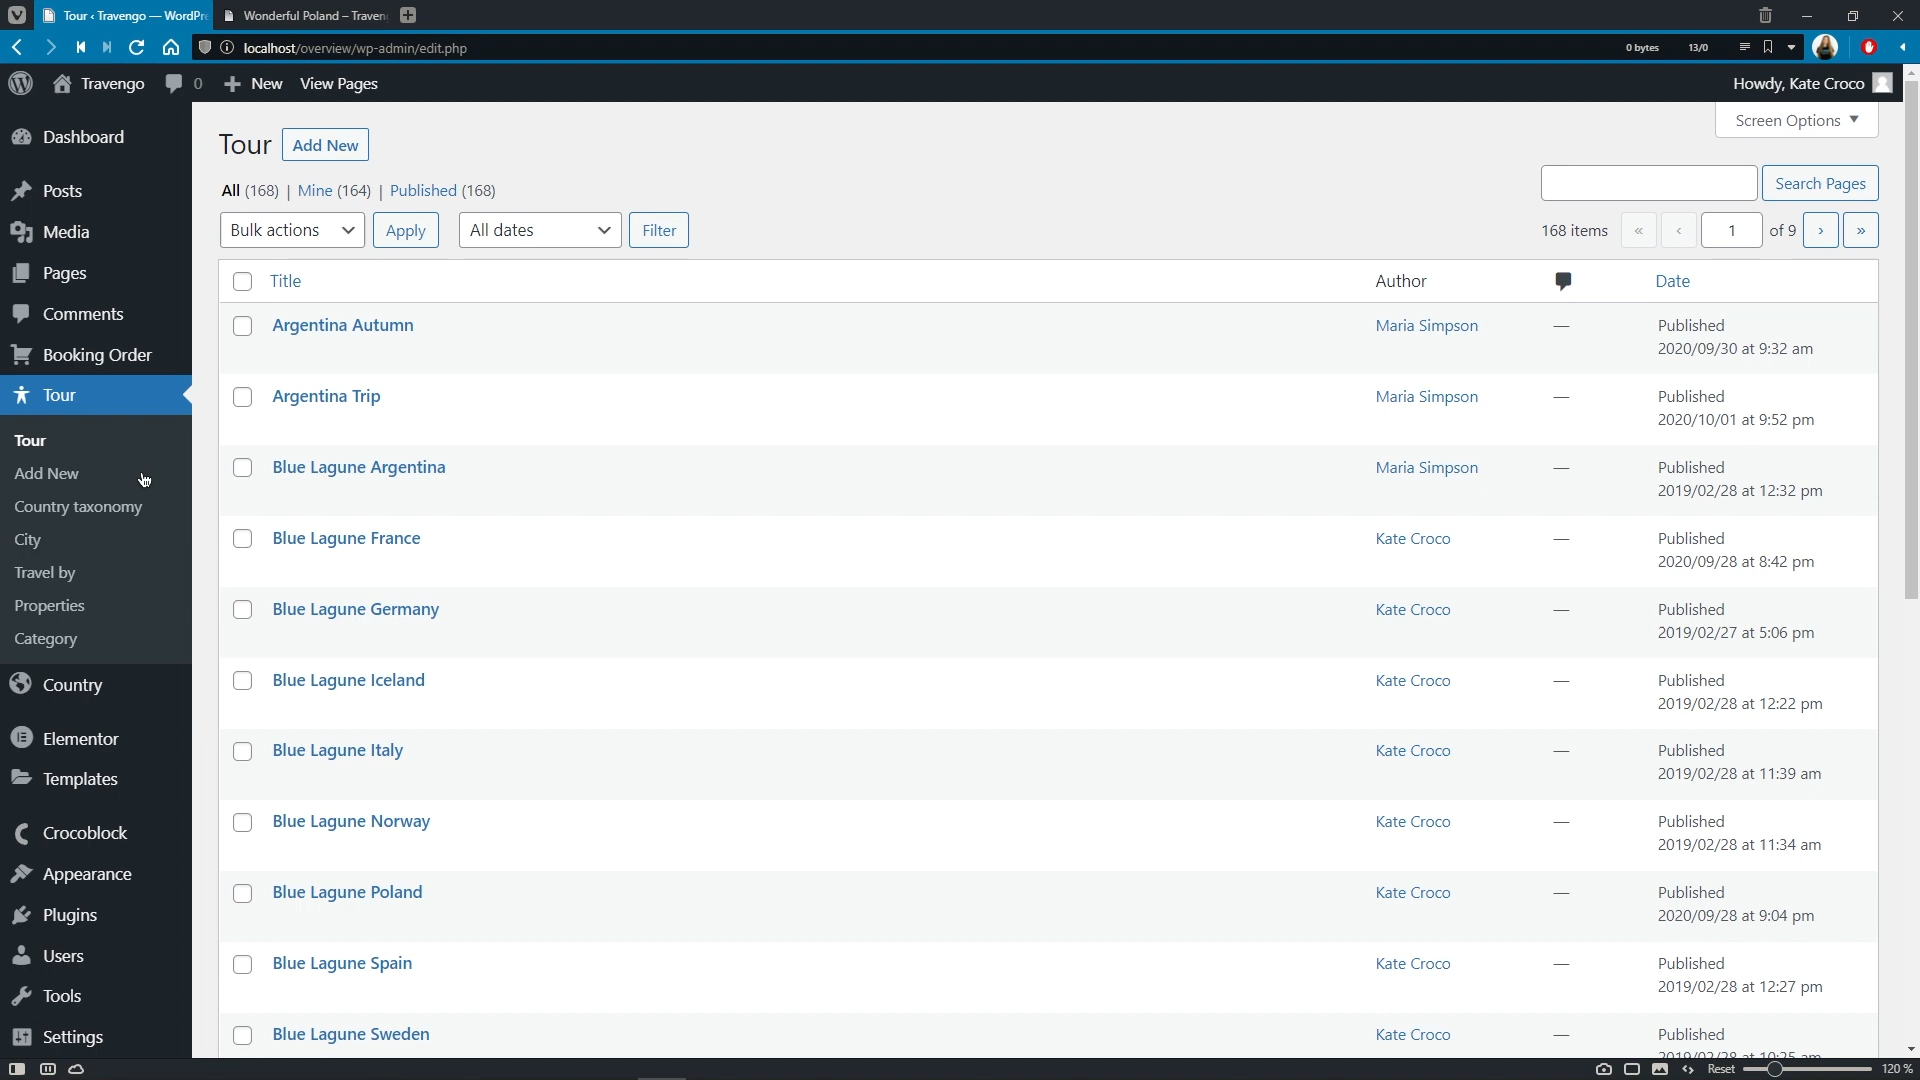 Tour ‹ Travengo — WordPre
Wonderful Poland – Traven
localhost/overview/wp-admin/edit.php
0 bytes
13/0
Travengo
0
New
View Pages
Howdy, Kate Croco
Dashboard
Posts
Media
Pages
Comments
Booking Order
Tour
Tour
Add New
Country taxonomy
City
Travel by
Properties
Category
Country
Elementor
Templates
Crocoblock
Appearance
Plugins
Users
Tools
Settings
Screen Options
Tour
Add New
All (168) | Mine (164) | Published (168)
Search Pages
Bulk actions
Apply
All dates
Filter
168 items « ‹ 1 of 9 › »
Title Author Date
Argentina Autumn Maria Simpson — Published
2020/09/30 at 9:32 am
Argentina Trip Maria Simpson — Published
2020/10/01 at 9:52 pm
Blue Lagune Argentina Maria Simpson — Published
2019/02/28 at 12:32 pm
Blue Lagune France Kate Croco — Published
2020/09/28 at 8:42 pm
Blue Lagune Germany Kate Croco — Published
2019/02/27 at 5:06 pm
Blue Lagune Iceland Kate Croco — Published
2019/02/28 at 12:22 pm
Blue Lagune Italy Kate Croco — Published
2019/02/28 at 11:39 am
Blue Lagune Norway Kate Croco — Published
2019/02/28 at 11:34 am
Blue Lagune Poland Kate Croco — Published
2020/09/28 at 9:04 pm
Blue Lagune Spain Kate Croco — Published
2019/02/28 at 12:27 pm
Blue Lagune Sweden Kate Croco — Published
2019/02/28 at 10:25 am
Reset
120 %